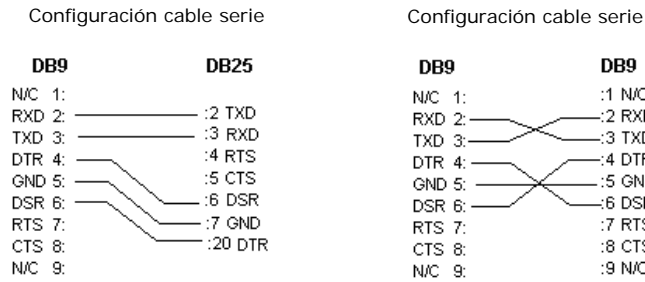 Configuración cable serie
DB9 DB25
N/C 1:
RXD 2: :2 TXD
TXD 3: :3 RXD
DTR 4: :4 RTS
GND 5: :5 CTS
DSR 6: :6 DSR
RTS 7: :7 GND
CTS 8: :20 DTR
N/C 9:
Configuración cable serie
DB9 DB9
N/C 1: :1 N/C
RXD 2: :2 RXD
TXD 3: :3 TXD
DTR 4: :4 DTR
GND 5: :5 GN
DSR 6: :6 DSR
RTS 7: :7 RTS
CTS 8: :8 CTS
N/C 9: :9 N/C